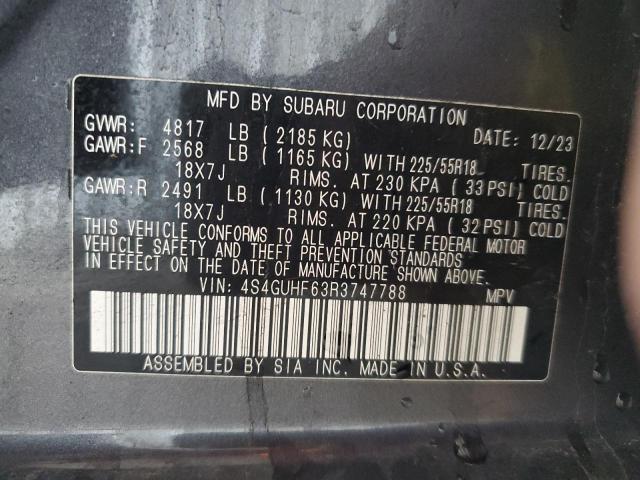 MFD BY SUBARU CORPORATION
GVWR: 4817 LB ( 2185 KG) DATE: 12/23
GAWR:F 2568 LB ( 1165 KG) WITH 225/55R18 TIRES.
18X7J RIMS. AT 230 KPA ( 33 PSI) COLD
GAWR:R 2491 LB ( 1130 KG) WITH 225/55R18 TIRES.
18X7J RIMS. AT 220 KPA ( 32 PSI) COLD
THIS VEHICLE CONFORMS TO ALL APPLICABLE FEDERAL MOTOR
VEHICLE SAFETY AND THEFT PREVENTION STANDARDS
IN EFFECT ON THE DATE OF MANUFACTURE SHOWN ABOVE.
VIN: 4S4GUHF63R3747788 MPV
ASSEMBLED BY SIA INC. MADE IN U.S.A.